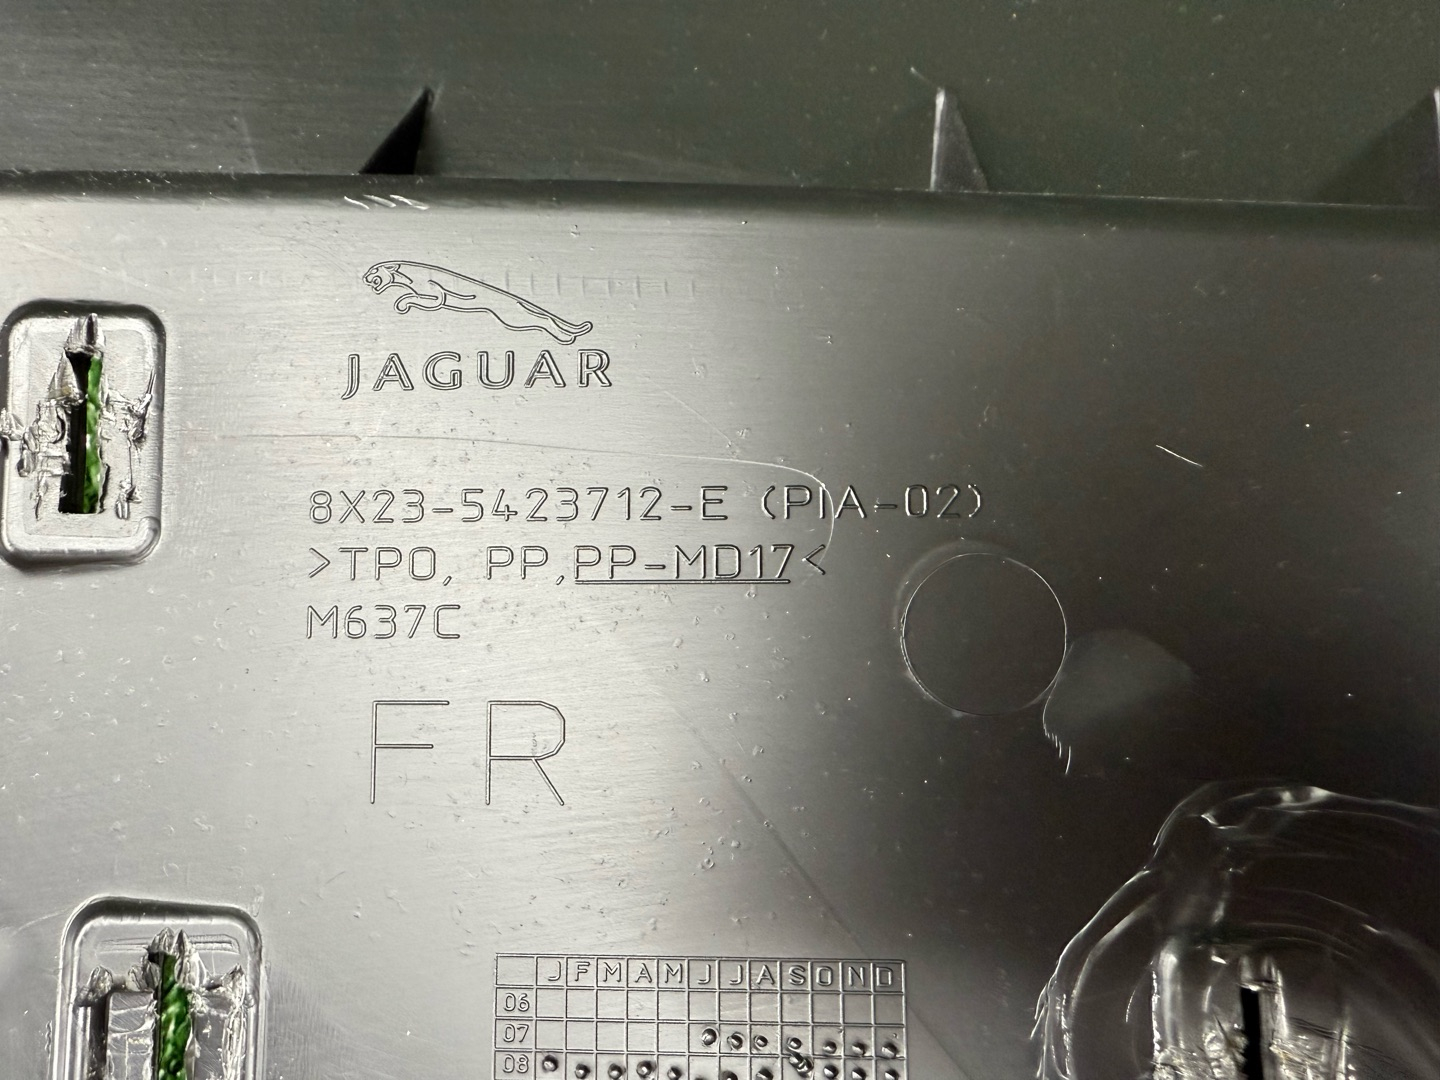 JAGUAR
8X23-5423712-E (PIA-02)
>TPO, PP,PP-MD17<
M637C
FR
J F M A M J J A S O N D
06
07
08